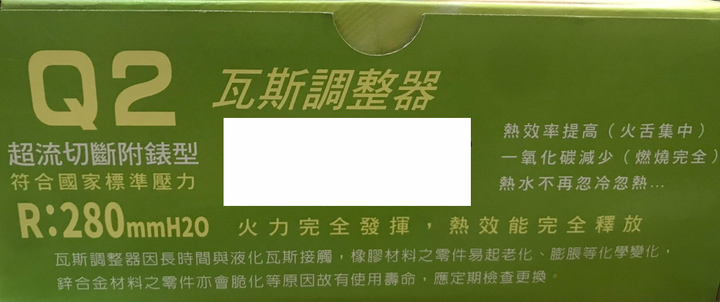 Q2
瓦斯調整器
超流切斷附錶型
符合國家標準壓力
R:280mmH2O
熱效率提高（火舌集中）
一氧化碳減少（燃燒完全）
熱水不再忽冷忽熱...
火力完全發揮，熱效能完全釋放
瓦斯調整器因長時間與液化瓦斯接觸，橡膠材料之零件易起老化、膨脹等化學變化，
鋅合金材料之零件亦會脆化等原因故有使用壽命，應定期檢查更換。